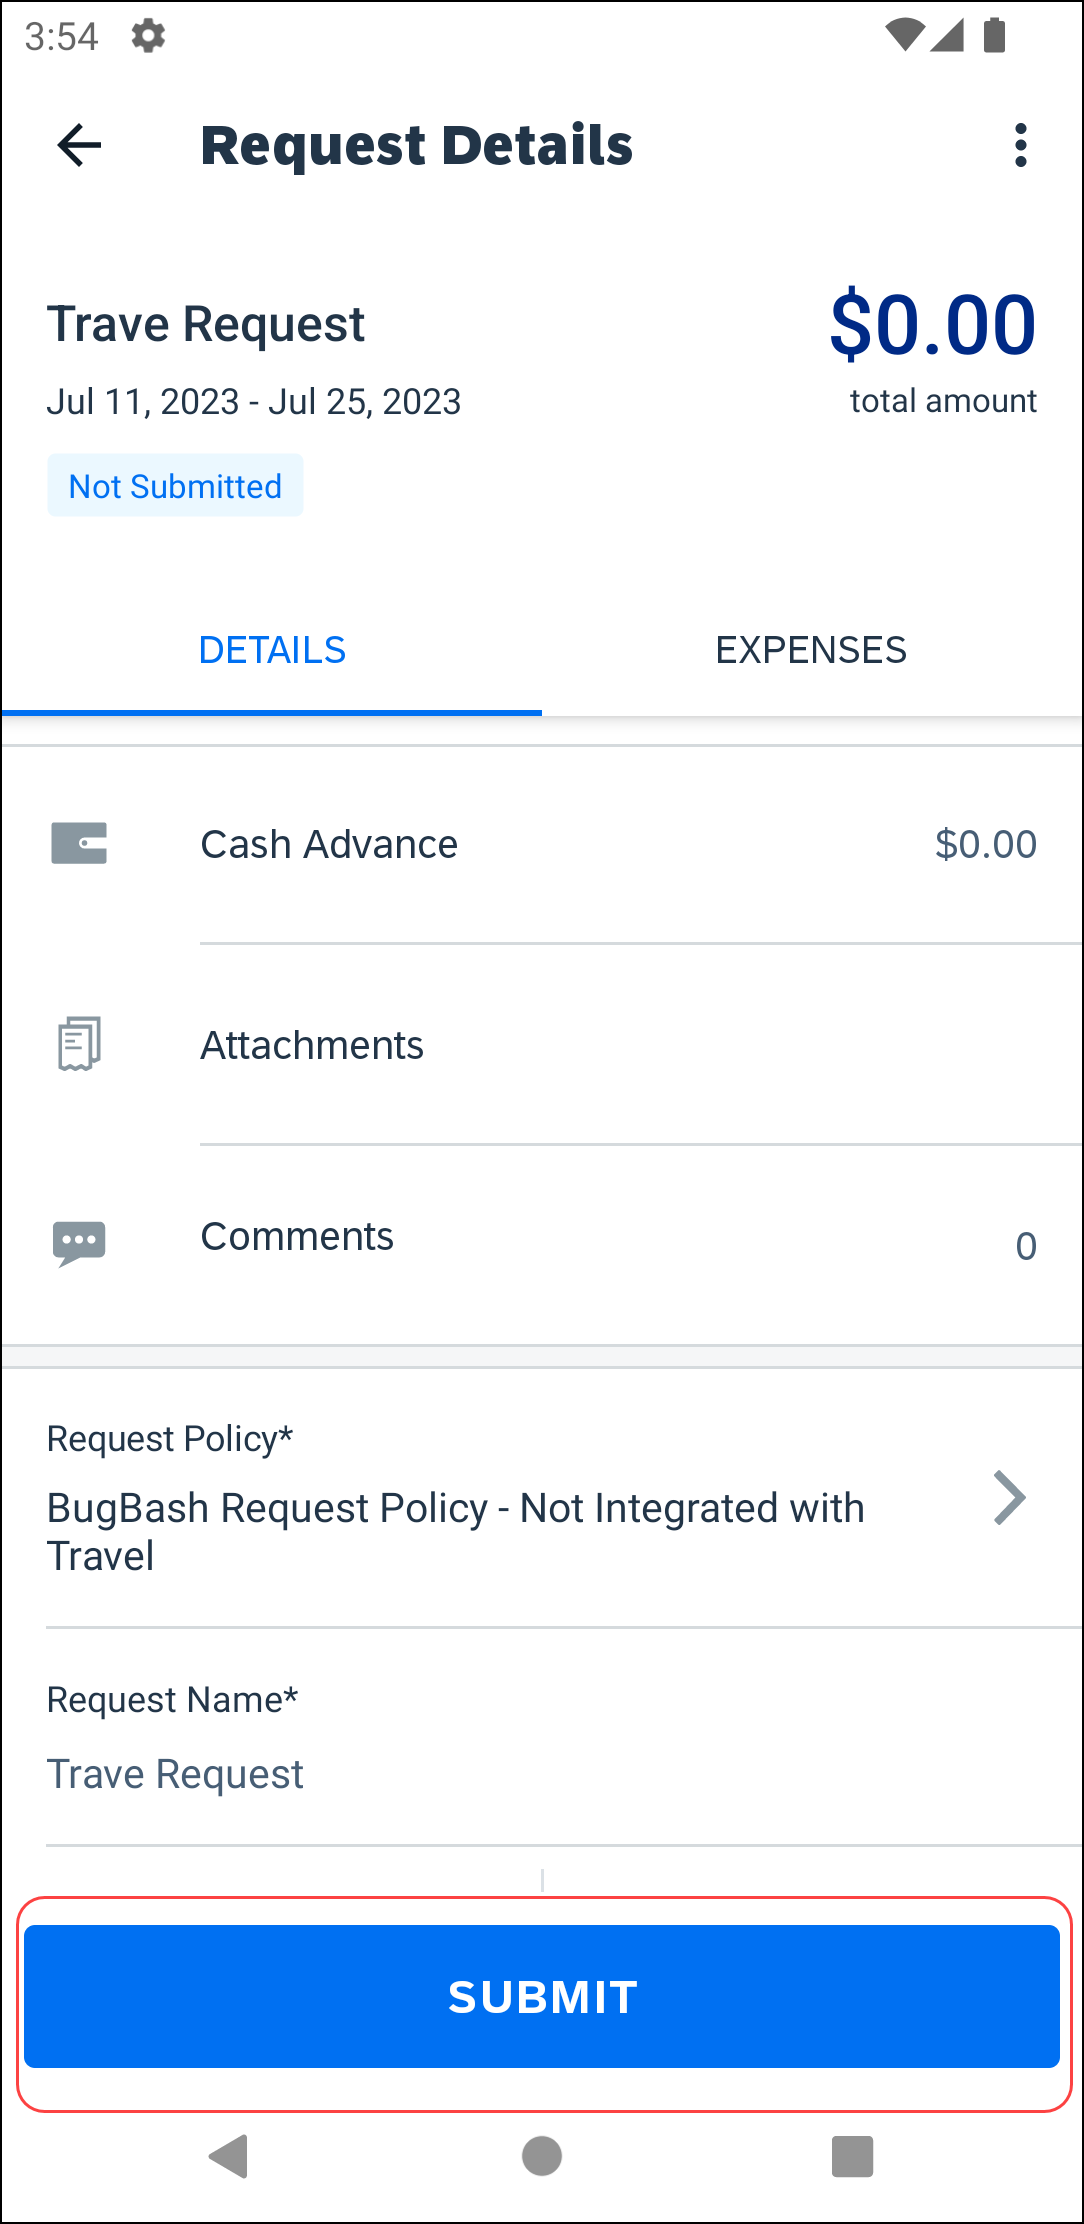 3:54
Request Details
Trave Request
$0.00
Jul 11, 2023 - Jul 25, 2023
total amount
Not Submitted
DETAILS
EXPENSES
Cash Advance
$0.00
Attachments
Comments
0
Request Policy*
BugBash Request Policy - Not Integrated with
Travel
Request Name*
Trave Request
SUBMIT